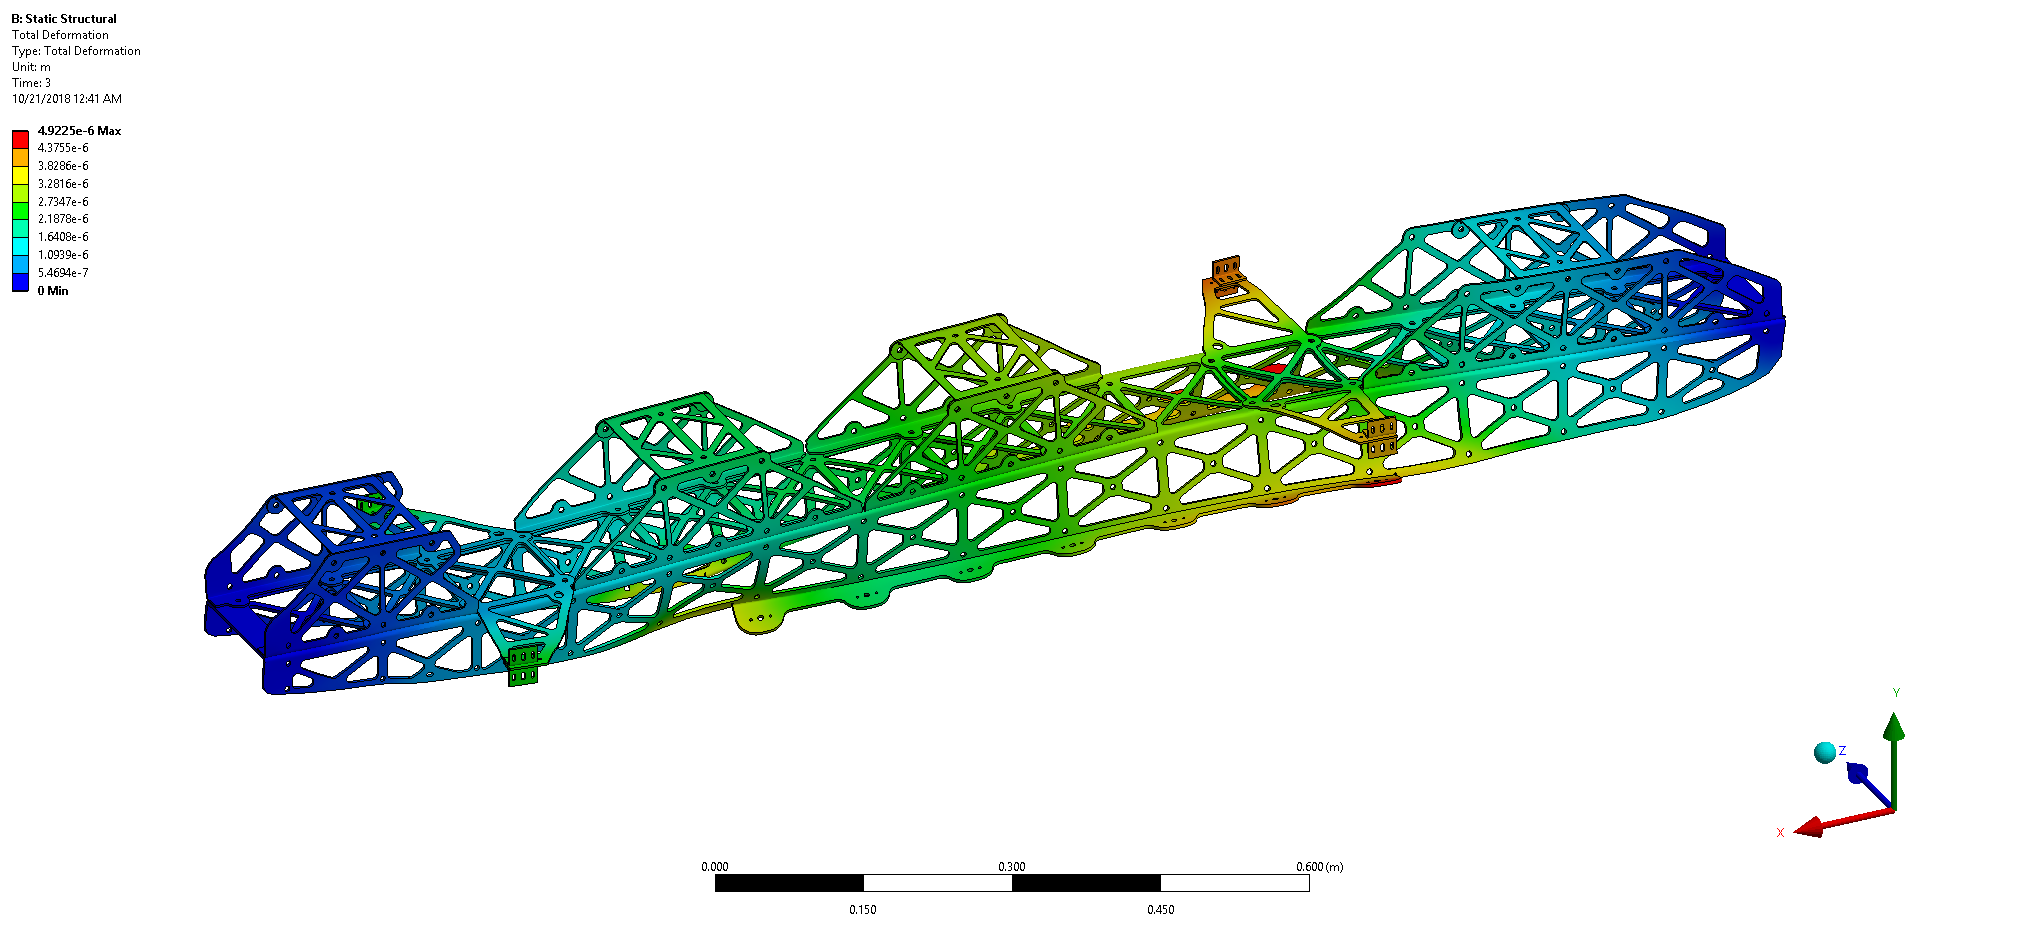 B: Static Structural
Total Deformation
Type: Total Deformation
Unit: m
Time: 3
10/21/2018 12:41 AM
4.9225e-6 Max
4.3755e-6
3.8286e-6
3.2816e-6
2.7347e-6
2.1878e-6
1.6408e-6
1.0939e-6
5.4694e-7
0 Min
Y
Z
X
0.000 0.300 0.600 (m)
0.150 0.450